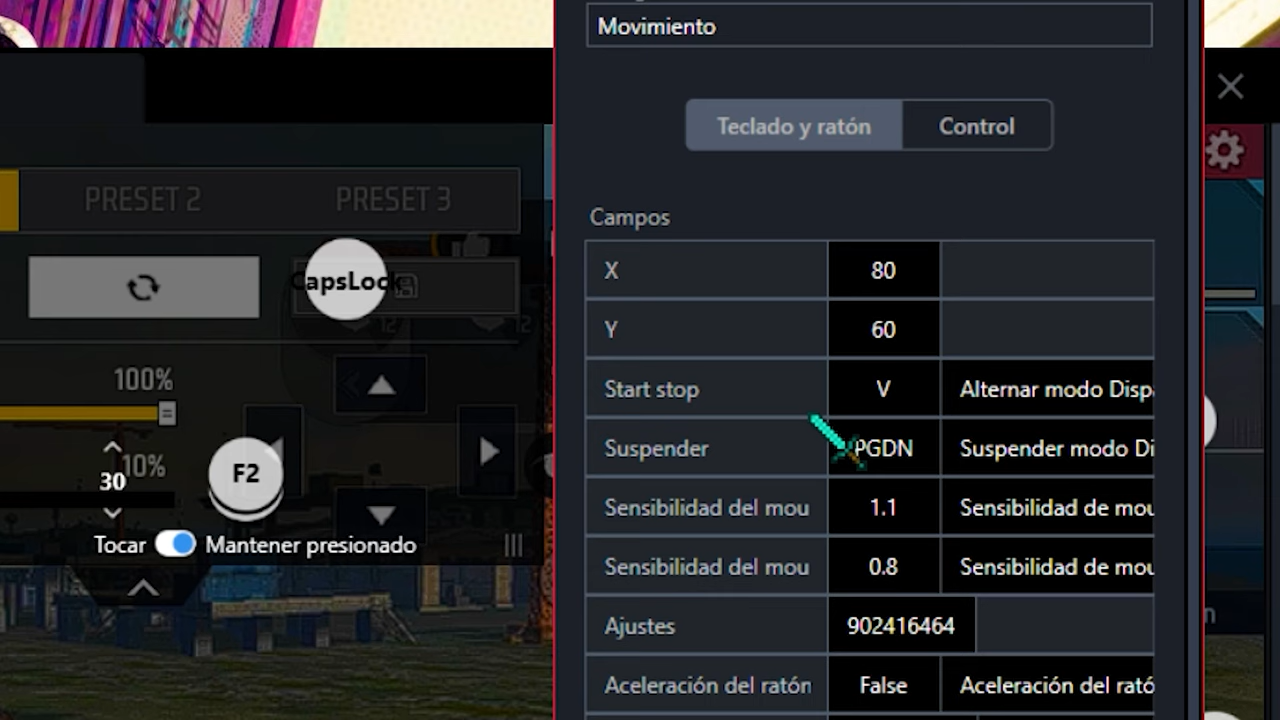 Movimiento
Teclado y ratón
Control
PRESET 2
PRESET 3
Campos
CapsLock
X
80
Y
60
100%
Start stop
V
Alternar modo Disp
Suspender
PGDN
Suspender modo Di
10%
30
F2
Sensibilidad del mou
1.1
Sensibilidad de mou
Tocar
Mantener presionado
Sensibilidad del mou
0.8
Sensibilidad de mou
Ajustes
902416464
Aceleración del ratón
False
Aceleración del rató